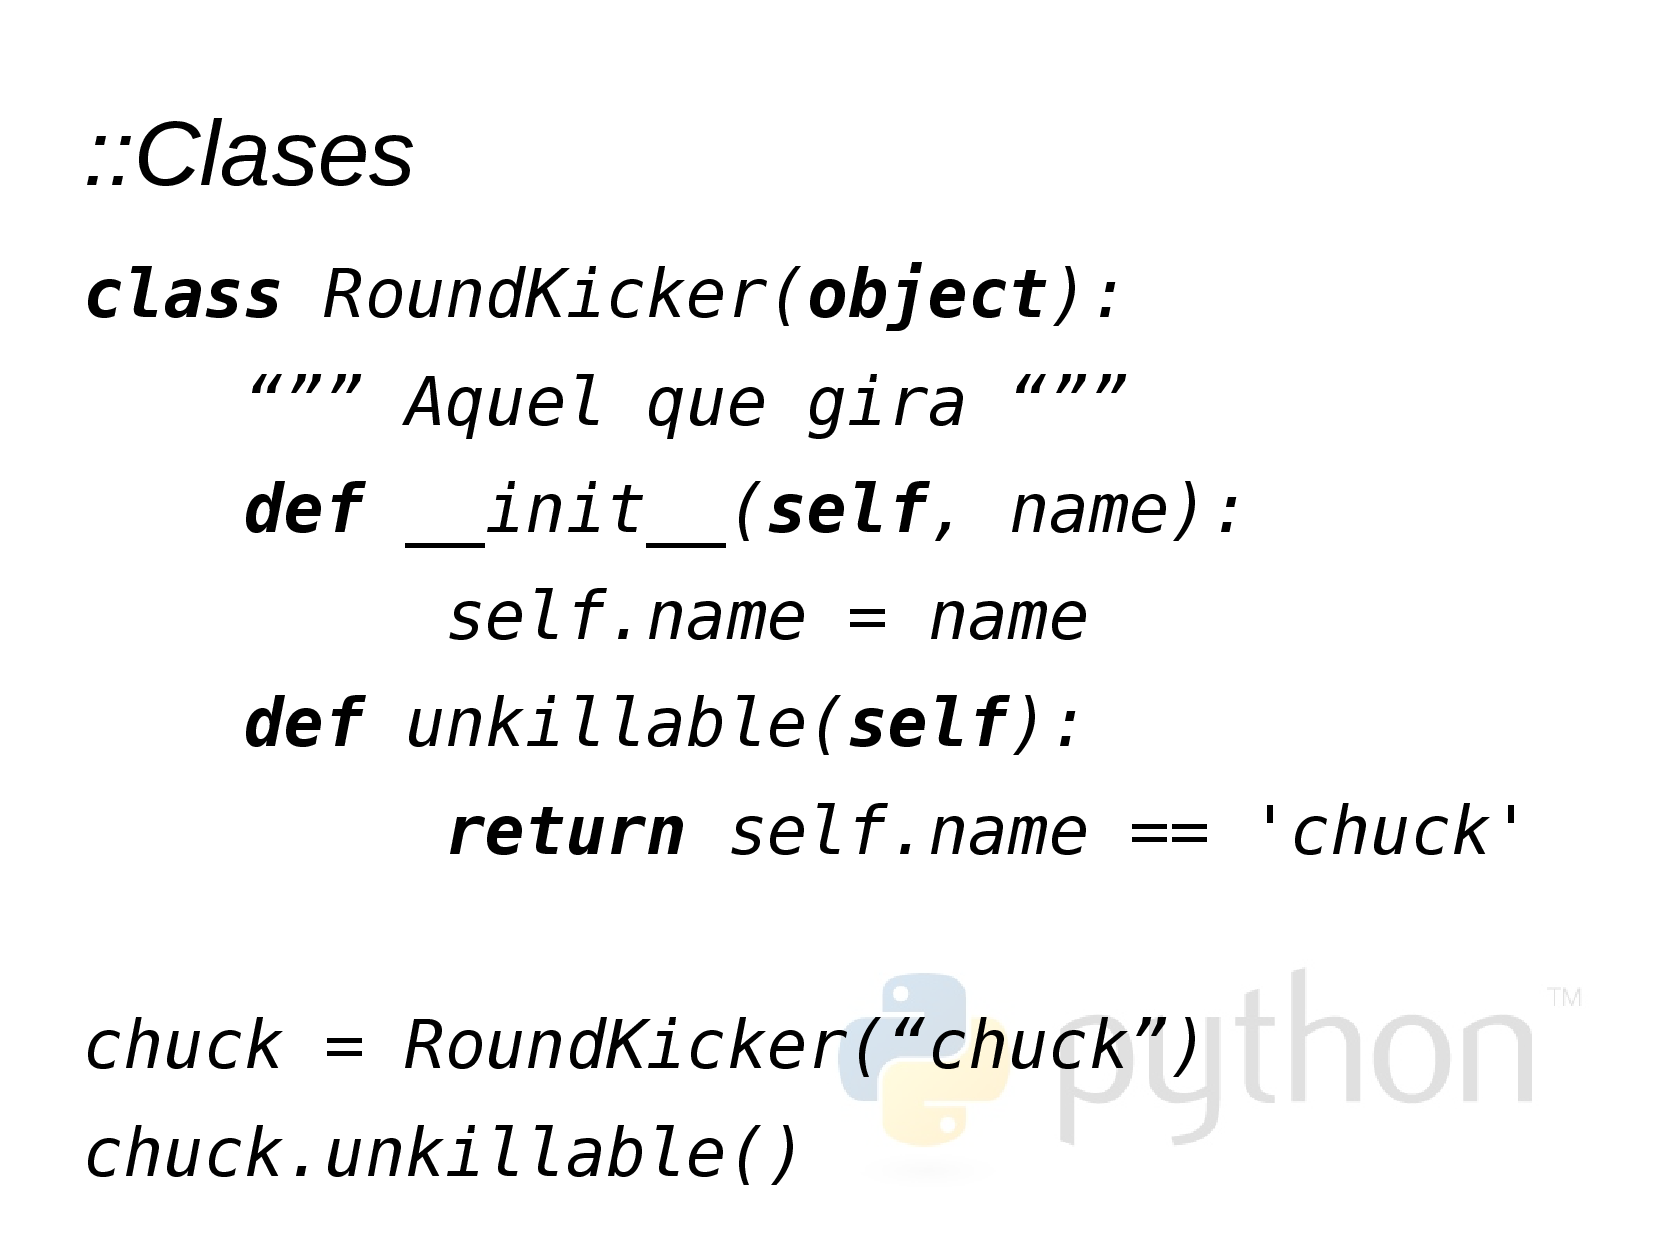 ::Clases
class RoundKicker(object):
    “”” Aquel que gira “””
    def __init__(self, name):
         self.name = name
    def unkillable(self):
         return self.name == 'chuck'
chuck = RoundKicker(“chuck”)
chuck.unkillable()
python™